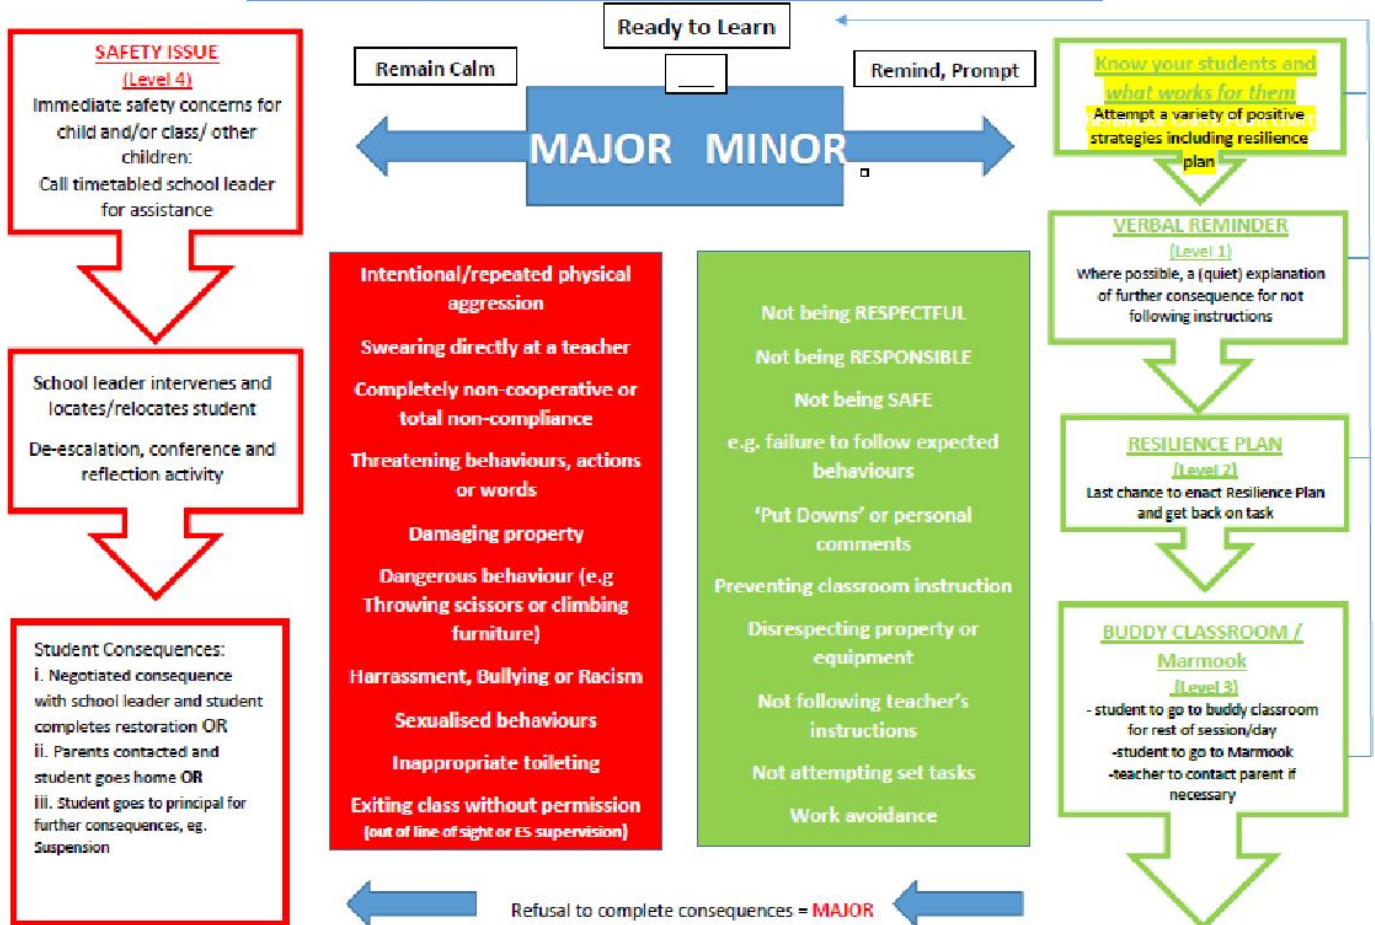 Ready to Learn
Remain Calm
Remind, Prompt
MAJOR MINOR
SAFETY ISSUE
(Level 4)
Immediate safety concerns for
child and/or class/ other
children:
Call timetabled school leader
for assistance
School leader intervenes and
locates/relocates student
De-escalation, conference and
reflection activity
Student Consequences:
i. Negotiated consequence
with school leader and student
completes restoration OR
ii. Parents contacted and
student goes home OR
iii. Student goes to principal for
further consequences, eg.
Suspension
Intentional/repeated physical
aggression
Swearing directly at a teacher
Completely non-cooperative or
total non-compliance
Threatening behaviours, actions
or words
Damaging property
Dangerous behaviour (e.g
Throwing scissors or climbing
furniture)
Harrassment, Bullying or Racism
Sexualised behaviours
Inappropriate toileting
Exiting class without permission
(out of line of sight or ES supervision)
Not being RESPECTFUL
Not being RESPONSIBLE
Not being SAFE
e.g. failure to follow expected
behaviours
‘Put Downs’ or personal
comments
Preventing classroom instruction
Disrespecting property or
equipment
Not following teacher’s
instructions
Not attempting set tasks
Work avoidance
Know your students and
what works for them
Attempt a variety of positive
strategies including resilience
plan
VERBAL REMINDER
(Level 1)
Where possible, a (quiet) explanation
of further consequence for not
following instructions
RESILIENCE PLAN
(Level 2)
Last chance to enact Resilience Plan
and get back on task
BUDDY CLASSROOM /
Marmook
(Level 3)
- student to go to buddy classroom
for rest of session/day
-student to go to Marmook
-teacher to contact parent if
necessary
Refusal to complete consequences = MAJOR